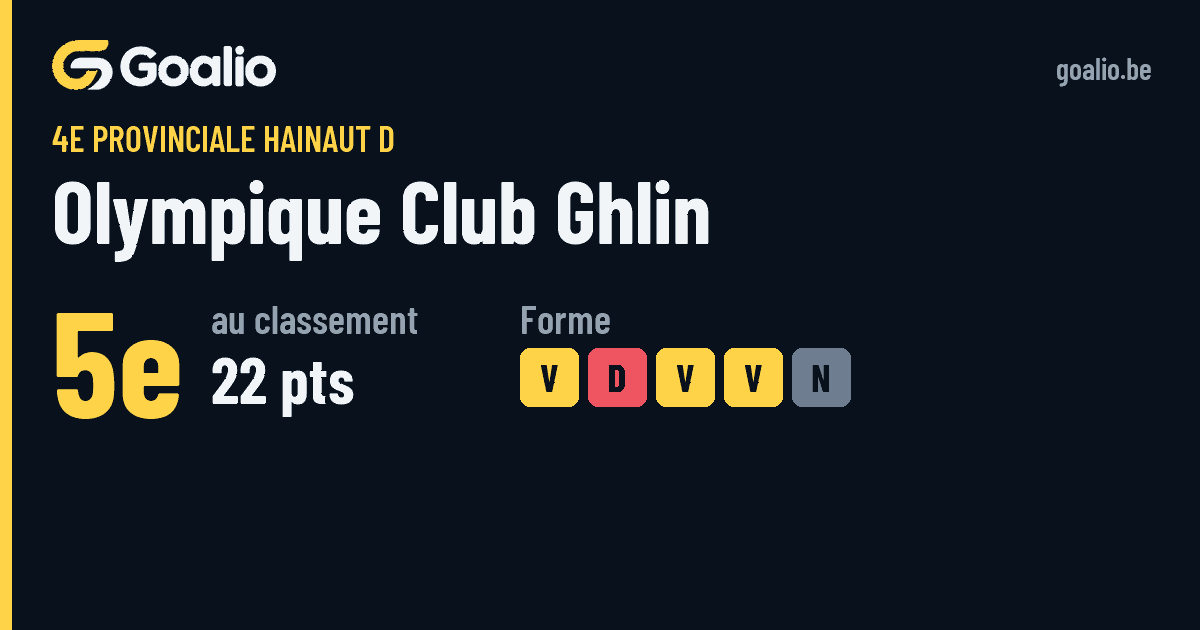 Goalio
goalio.be
4E PROVINCIALE HAINAUT D
Olympique Club Ghlin
5e
au classement
22 pts
Forme
V D V V N